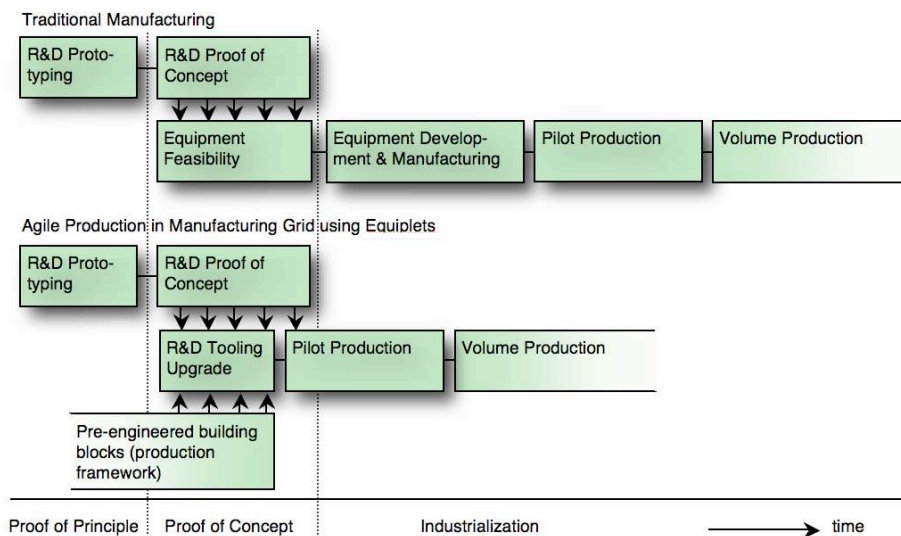 Traditional Manufacturing
R&D Proto-
typing
R&D Proof of
Concept
Equipment
Feasibility
Equipment Develop-
ment & Manufacturing
Pilot Production
Volume Production
Agile Production in Manufacturing Grid using Equiplets
R&D Proto-
typing
R&D Proof of
Concept
R&D Tooling
Upgrade
Pilot Production
Volume Production
Pre-engineered building
blocks (production
framework)
Proof of Principle
Proof of Concept
Industrialization
time